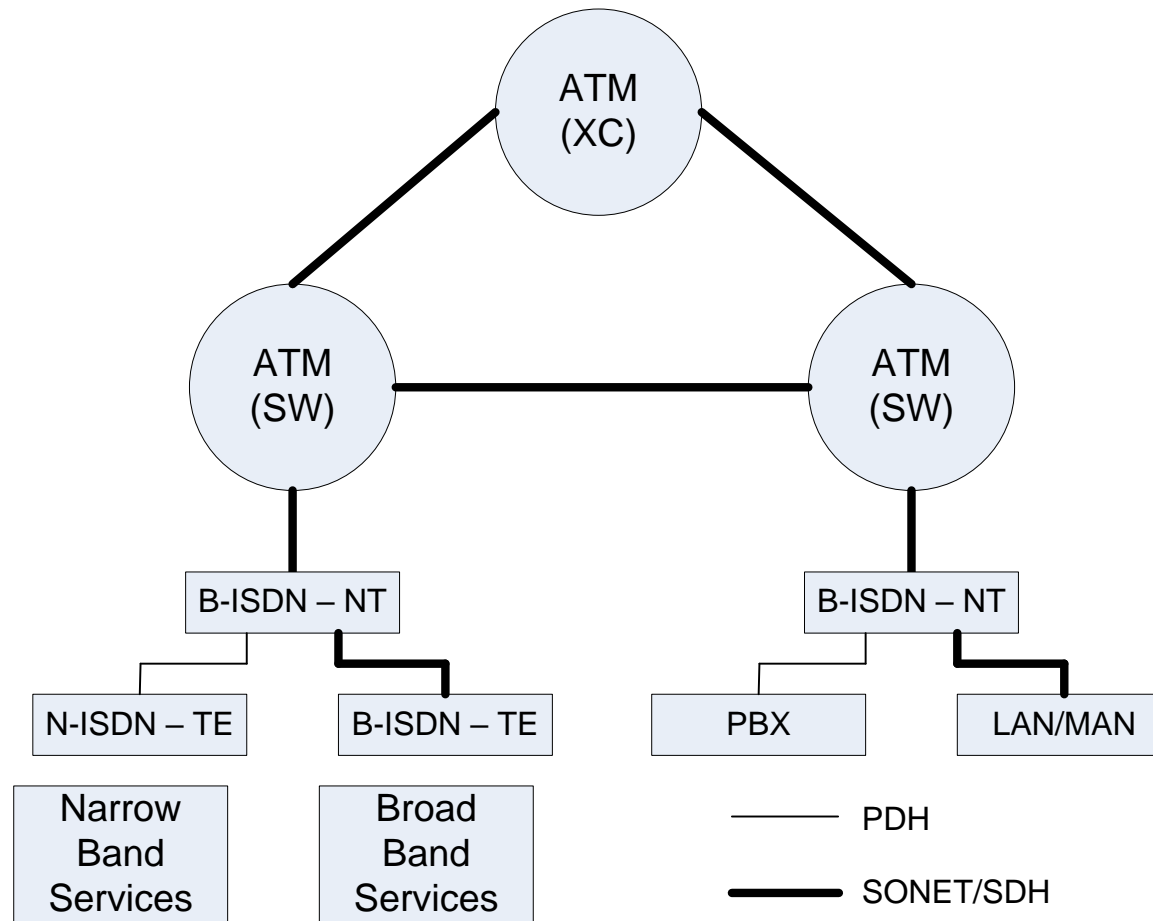 ATM
(XC)
ATM
(SW)
ATM
(SW)
B-ISDN – NT
B-ISDN – NT
N-ISDN – TE
B-ISDN – TE
PBX
LAN/MAN
Narrow
Band
Services
Broad
Band
Services
PDH
SONET/SDH